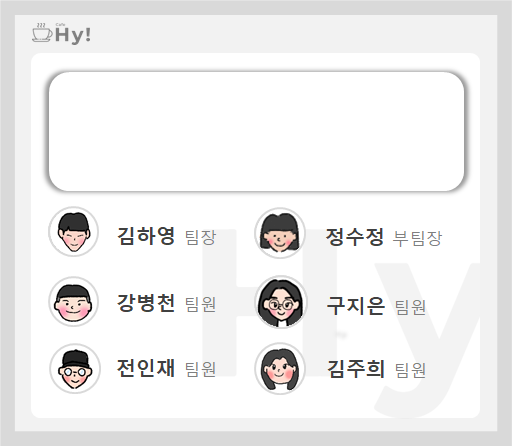 Cafe
Hy!
김하영 팀장
정수정 부팀장
강병천 팀원
구지은 팀원
전인재 팀원
김주희 팀원
Hy